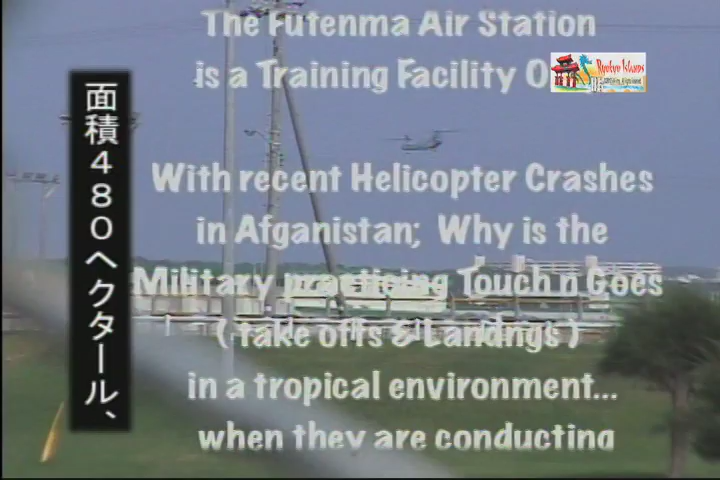 The Futenma Air Station
is a Training Facility O
Ryukyu Islands
With recent Helicopter Crashes
in Afganistan; Why is the
Military practicing Touch n Goes
( take offs & Landings )
in a tropical environment...
when they are conducting
面積480ヘクタール、